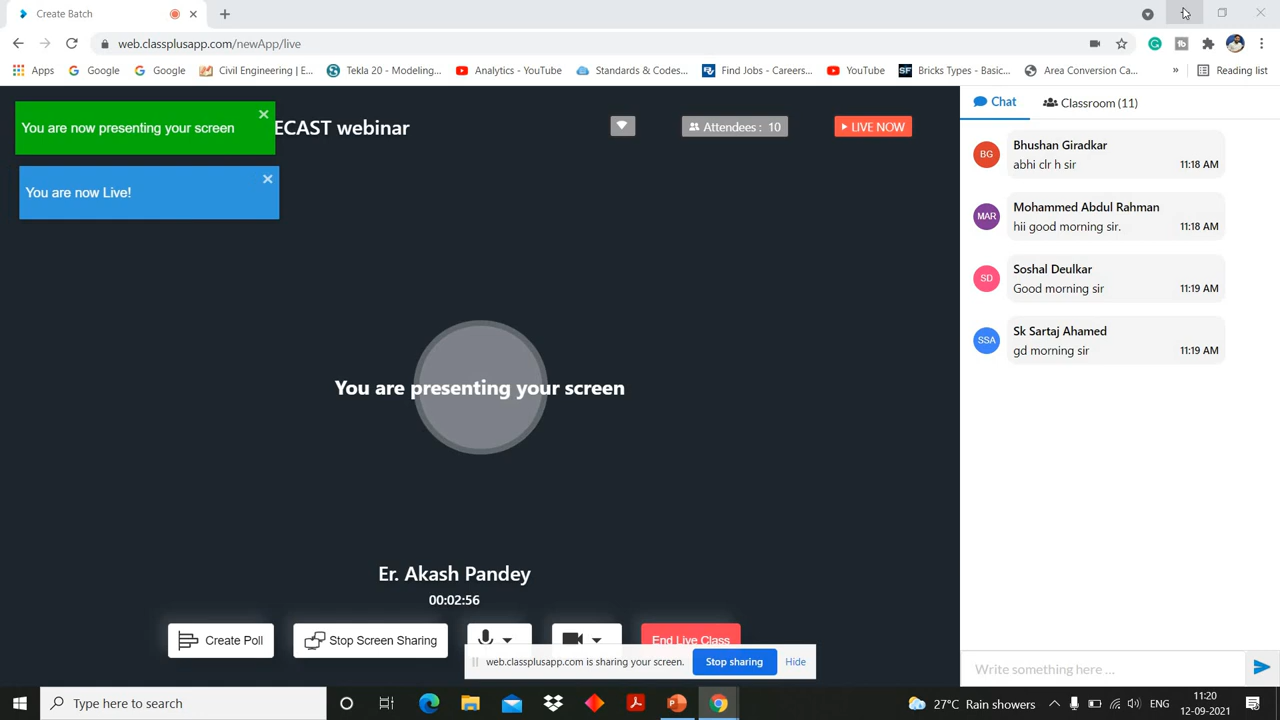 Create Batch
web.classplusapp.com/newApp/live
Apps
Google
Google
Civil Engineering | E...
Tekla 20 - Modeling...
Analytics - YouTube
Standards & Codes...
Find Jobs - Careers...
YouTube
Bricks Types - Basic...
Area Conversion Ca...
»
Reading list
You are now presenting your screen
ECAST webinar
Attendees : 10
LIVE NOW
You are now Live!
You are presenting your screen
Er. Akash Pandey
00:02:56
Create Poll
Stop Screen Sharing
End Live Class
web.classplusapp.com is sharing your screen.
Stop sharing
Hide
Chat
Classroom (11)
BG
Bhushan Giradkar
abhi clr h sir
11:18 AM
MAR
Mohammed Abdul Rahman
hii good morning sir.
11:18 AM
SD
Soshal Deulkar
Good morning sir
11:19 AM
SSA
Sk Sartaj Ahamed
gd morning sir
11:19 AM
Write something here ...
Type here to search
27°C Rain showers
ENG
11:20
12-09-2021